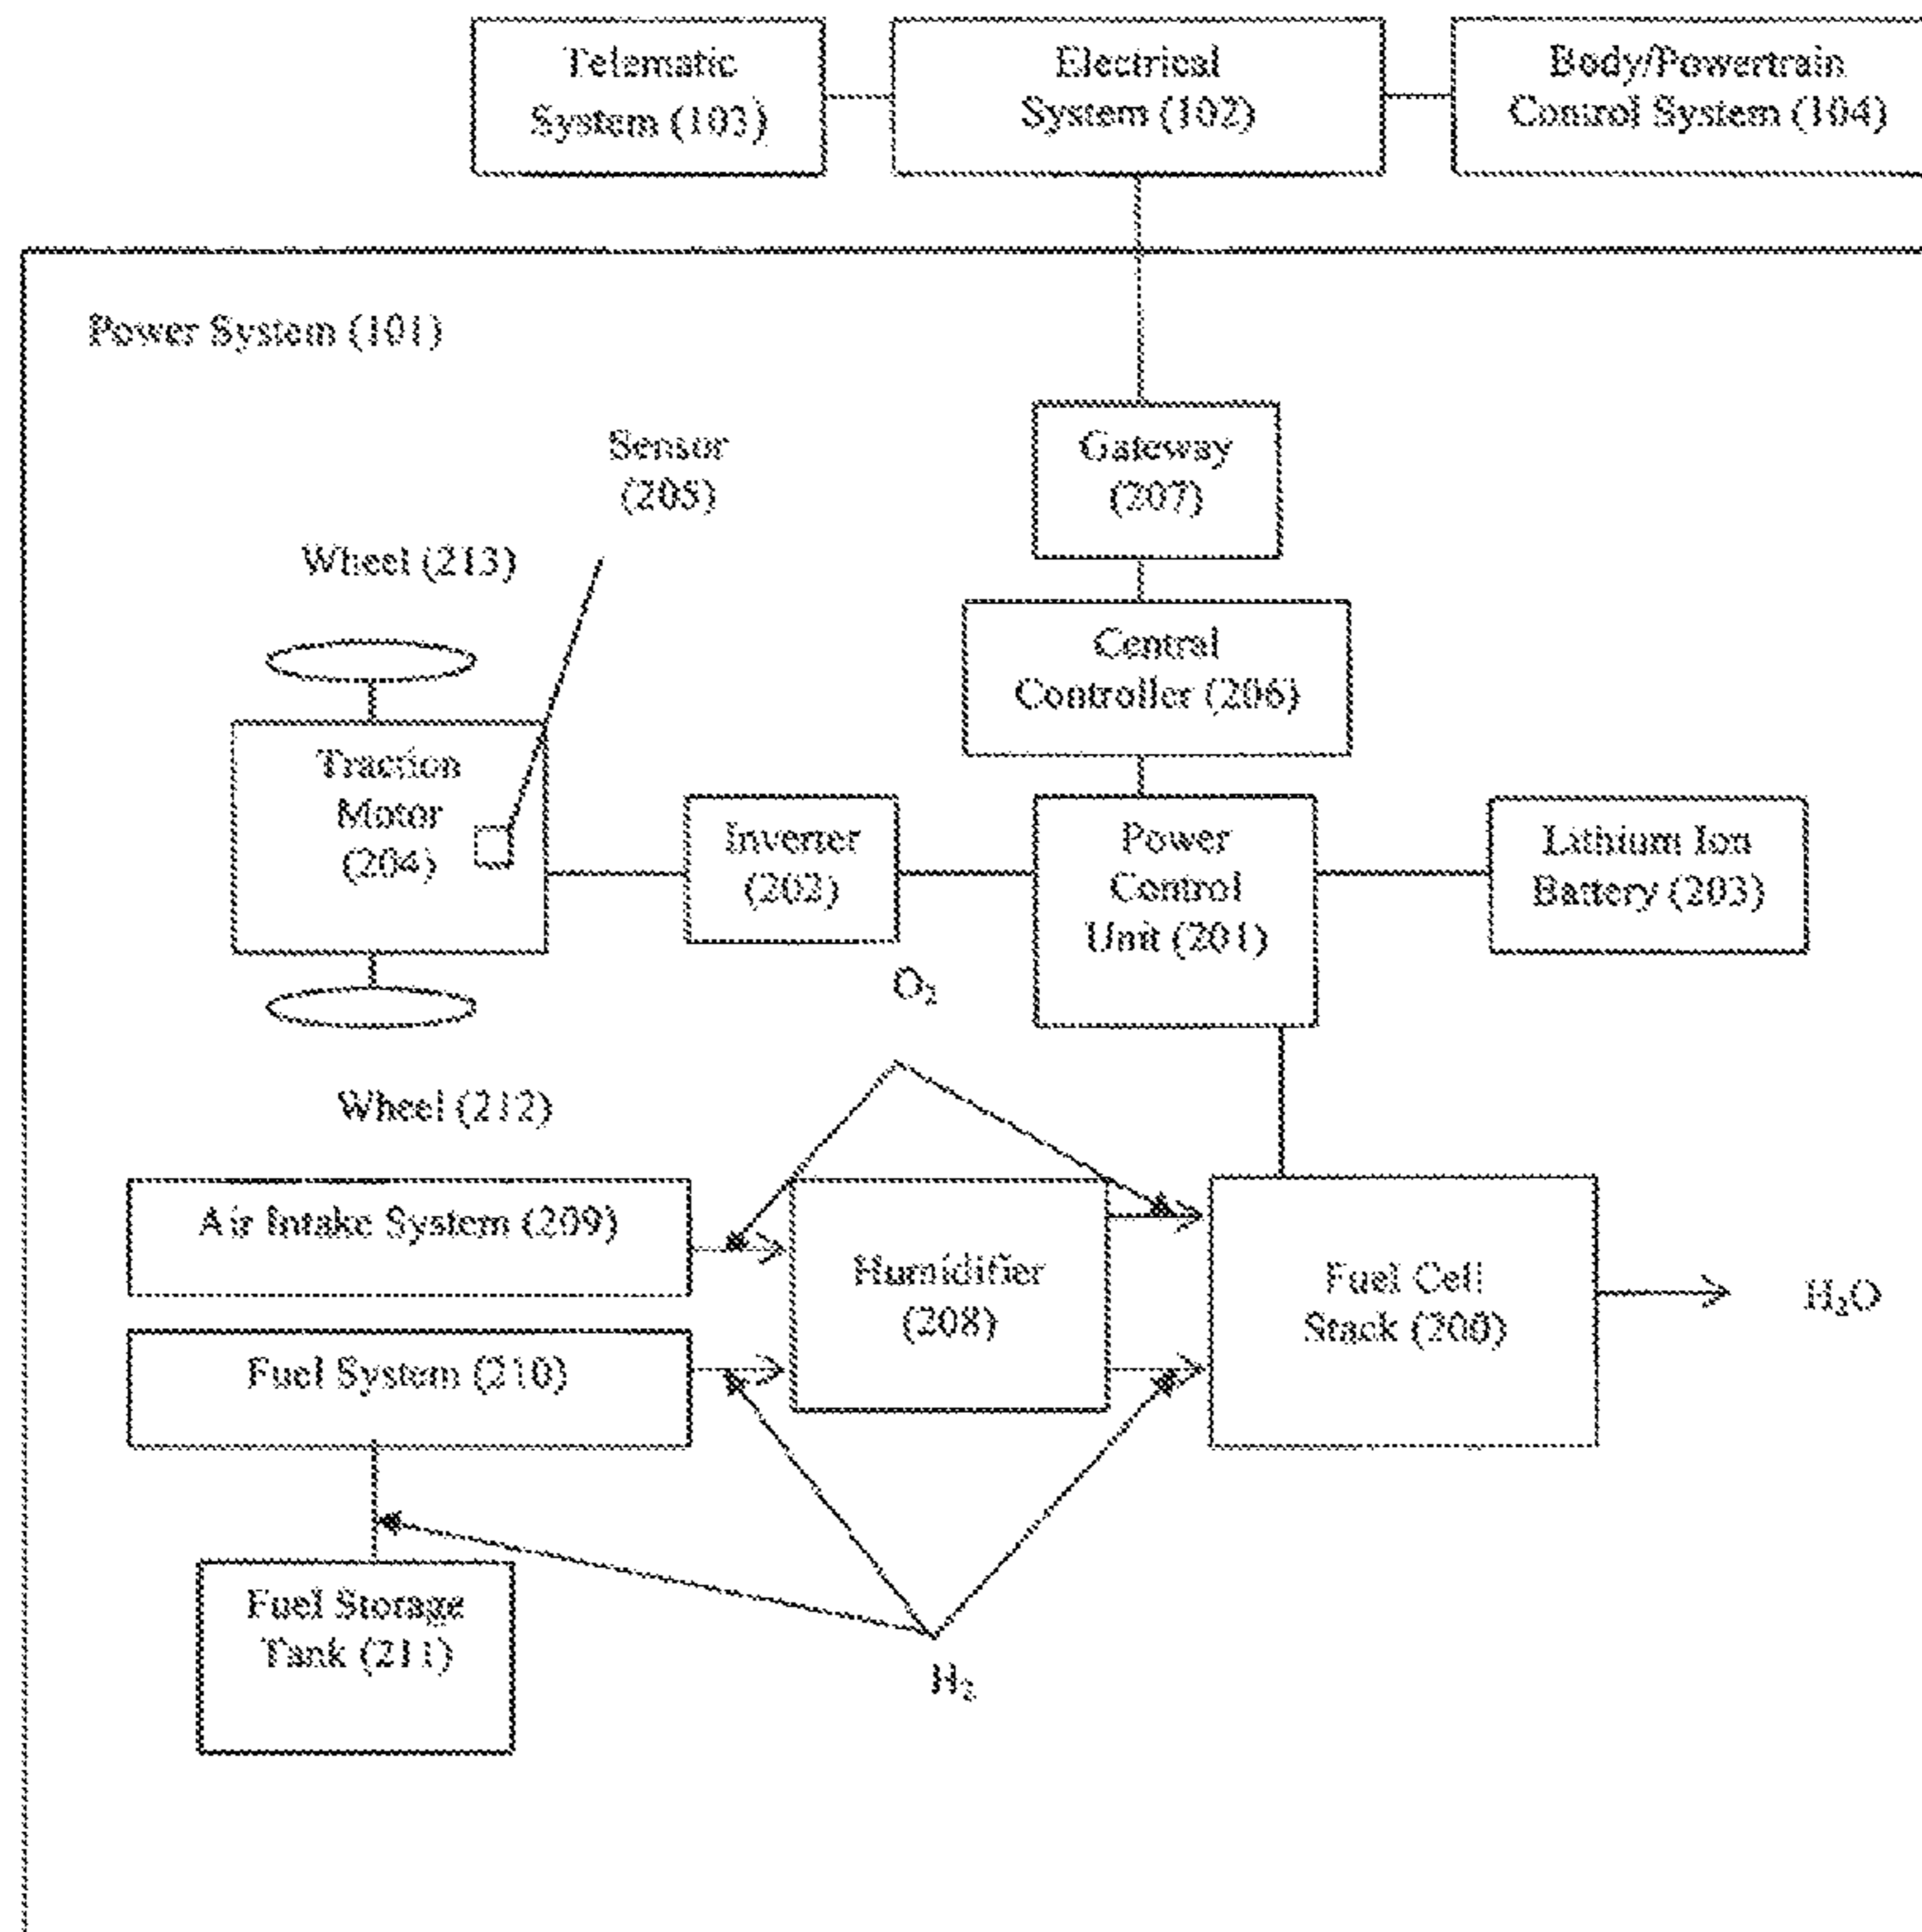 Telematic
System (103)
Electrical
System (102)
Body/Powertrain
Control System (104)
Power System (101)
Sensor
(205)
Gateway
(207)
Wheel (213)
Central
Controller (206)
Traction
Motor
(204)
Inverter
(202)
Power
Control
Unit (201)
Lithium Ion
Battery (203)
O₂
Wheel (212)
Air Intake System (209)
Humidifier
(208)
Fuel Cell
Stack (200)
H₂O
Fuel System (210)
Fuel Storage
Tank (211)
H₂